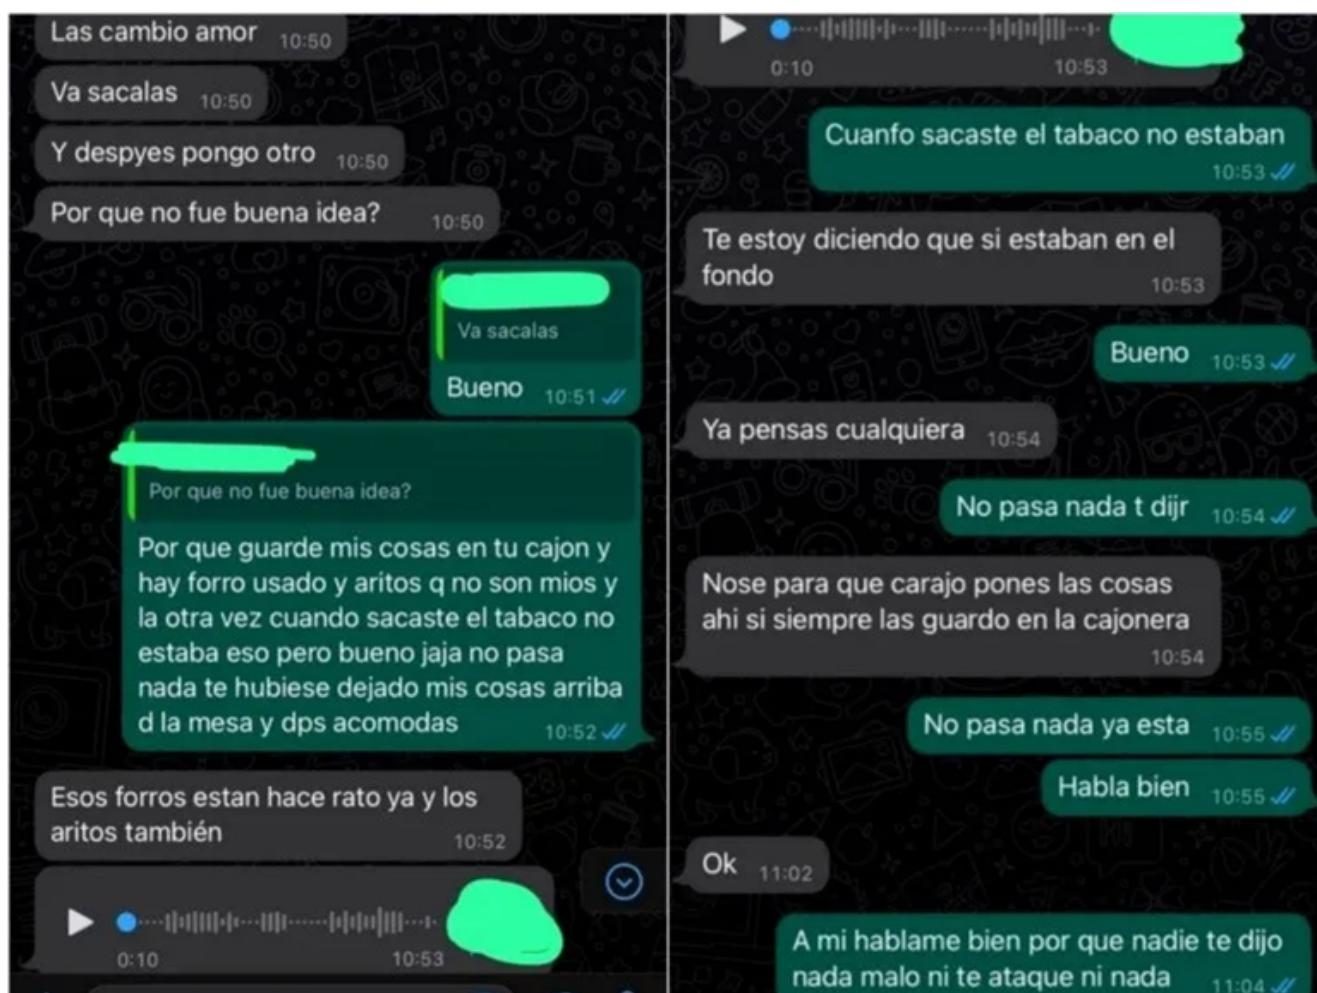 Las cambio amor 10:50
Va sacalas 10:50
Y despyes pongo otro 10:50
Por que no fue buena idea? 10:50
Va sacalas
Bueno 10:51
Por que no fue buena idea?
Por que guarde mis cosas en tu cajon y
hay forro usado y aritos q no son mios y
la otra vez cuando sacaste el tabaco no
estaba eso pero bueno jaja no pasa
nada te hubiese dejado mis cosas arriba
d la mesa y dps acomodas 10:52
Esos forros estan hace rato ya y los
aritos también 10:52
0:10 10:53
0:10 10:53
Cuanfo sacaste el tabaco no estaban
10:53
Te estoy diciendo que si estaban en el
fondo 10:53
Bueno 10:53
Ya pensas cualquiera 10:54
No pasa nada t dijr 10:54
Nose para que carajo pones las cosas
ahi si siempre las guardo en la cajonera
10:54
No pasa nada ya esta 10:55
Habla bien 10:55
Ok 11:02
A mi hablame bien por que nadie te dijo
nada malo ni te ataque ni nada 11:04